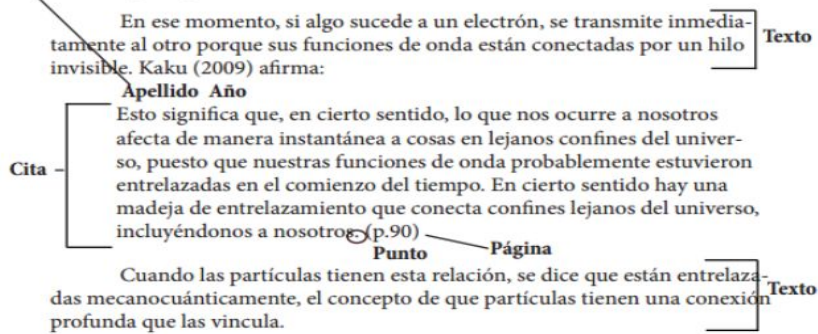 En ese momento, si algo sucede a un electrón, se transmite inmedia-
tamente al otro porque sus funciones de onda están conectadas por un hilo
Texto
invisible. Kaku (2009) afirma:
Apellido Año
Esto significa que, en cierto sentido, lo que nos ocurre a nosotros
afecta de manera instantánea a cosas en lejanos confines del univer-
so, puesto que nuestras funciones de onda probablemente estuvieron
Cita
entrelazadas en el comienzo del tiempo. En cierto sentido hay una
madeja de entrelazamiento que conecta confines lejanos del universo,
incluyéndonos a nosotros. (p.90)
Punto Página
Cuando las partículas tienen esta relación, se dice que están entrelaza-
das mecanocuánticamente, el concepto de que partículas tienen una conexión
Texto
profunda que las vincula.